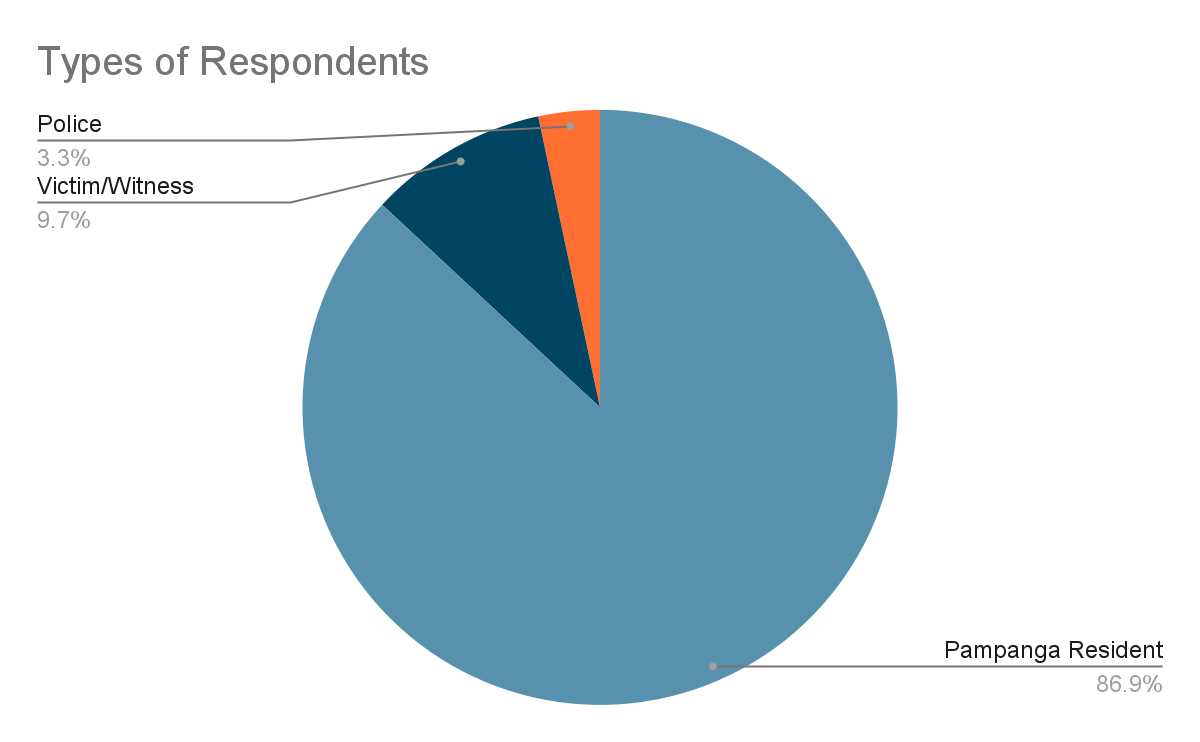 Types of Respondents
Police
3.3%
Victim/Witness
9.7%
Pampanga Resident
86.9%